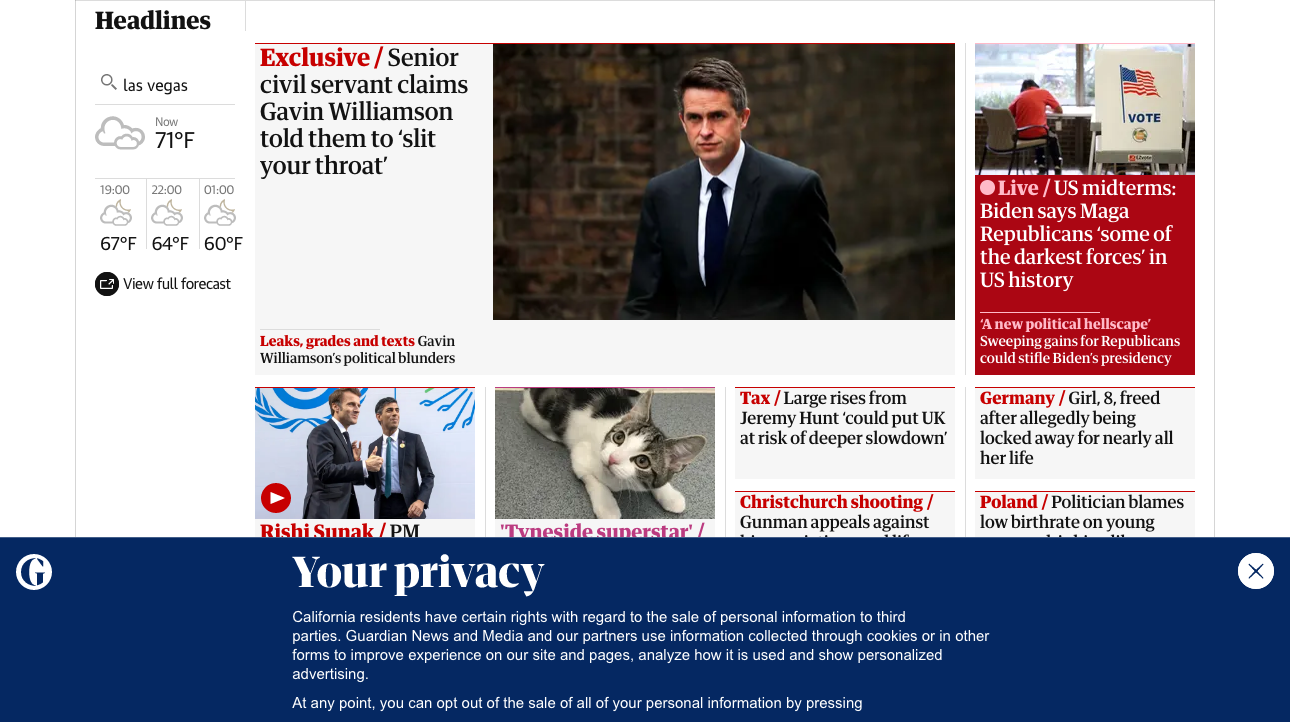 Headlines
las vegas
Now
71°F
19:00
22:00
01:00
67°F
64°F
60°F
View full forecast
Exclusive / Senior
civil servant claims
Gavin Williamson
told them to ‘slit
your throat’
Leaks, grades and texts Gavin
Williamson's political blunders
VOTE
Live / US midterms:
Biden says Maga
Republicans ‘some of
the darkest forces’ in
US history
‘A new political hellscape’
Sweeping gains for Republicans
could stifle Biden's presidency
Rishi Sunak / PM
'Tyneside superstar' /
Tax / Large rises from
Jeremy Hunt ‘could put UK
at risk of deeper slowdown’
Christchurch shooting /
Gunman appeals against
Germany / Girl, 8, freed
after allegedly being
locked away for nearly all
her life
Poland / Politician blames
low birthrate on young
Your privacy
California residents have certain rights with regard to the sale of personal information to third
parties. Guardian News and Media and our partners use information collected through cookies or in other
forms to improve experience on our site and pages, analyze how it is used and show personalized
advertising.
At any point, you can opt out of the sale of all of your personal information by pressing